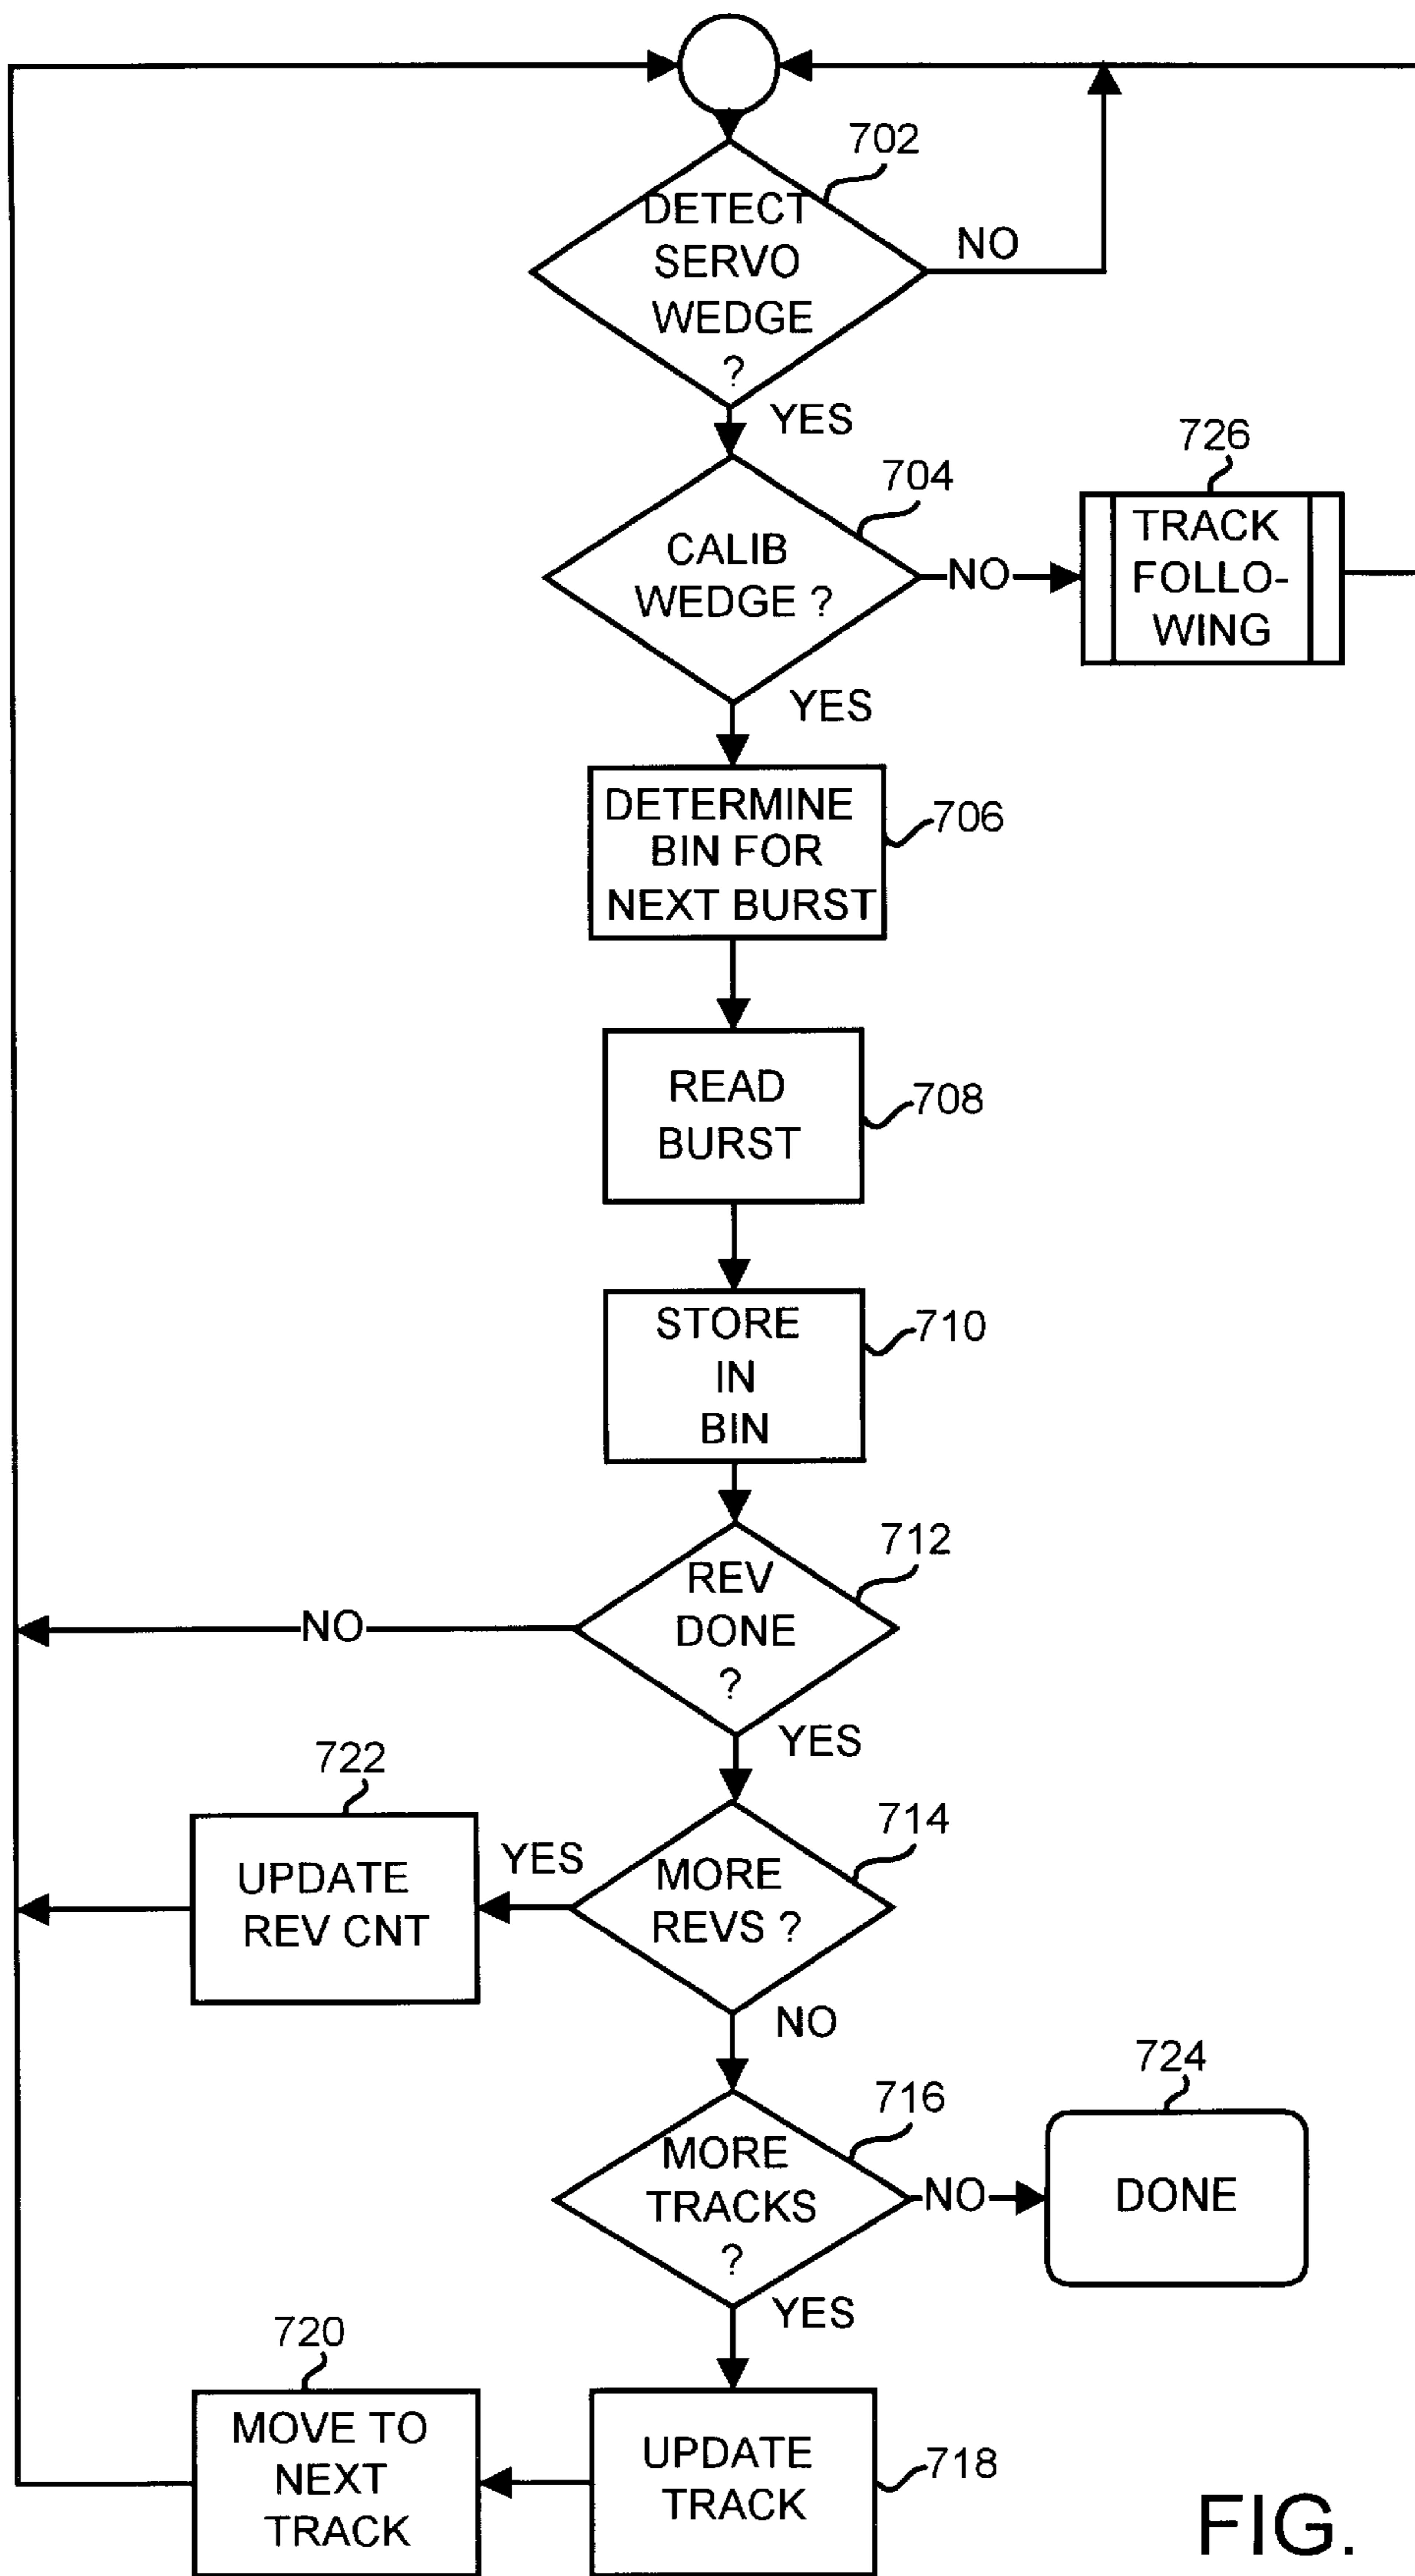 702
DETECT
SERVO
WEDGE
?
NO
YES
704
CALIB
WEDGE ?
NO
726
TRACK
FOLLO-
WING
YES
DETERMINE
BIN FOR
NEXT BURST
706
READ
BURST
708
STORE
IN
BIN
710
712
REV
DONE
?
NO
YES
722
UPDATE
REV CNT
YES
714
MORE
REVS ?
NO
724
716
MORE
TRACKS
?
NO
DONE
YES
720
MOVE TO
NEXT
TRACK
UPDATE
TRACK
718
FIG.